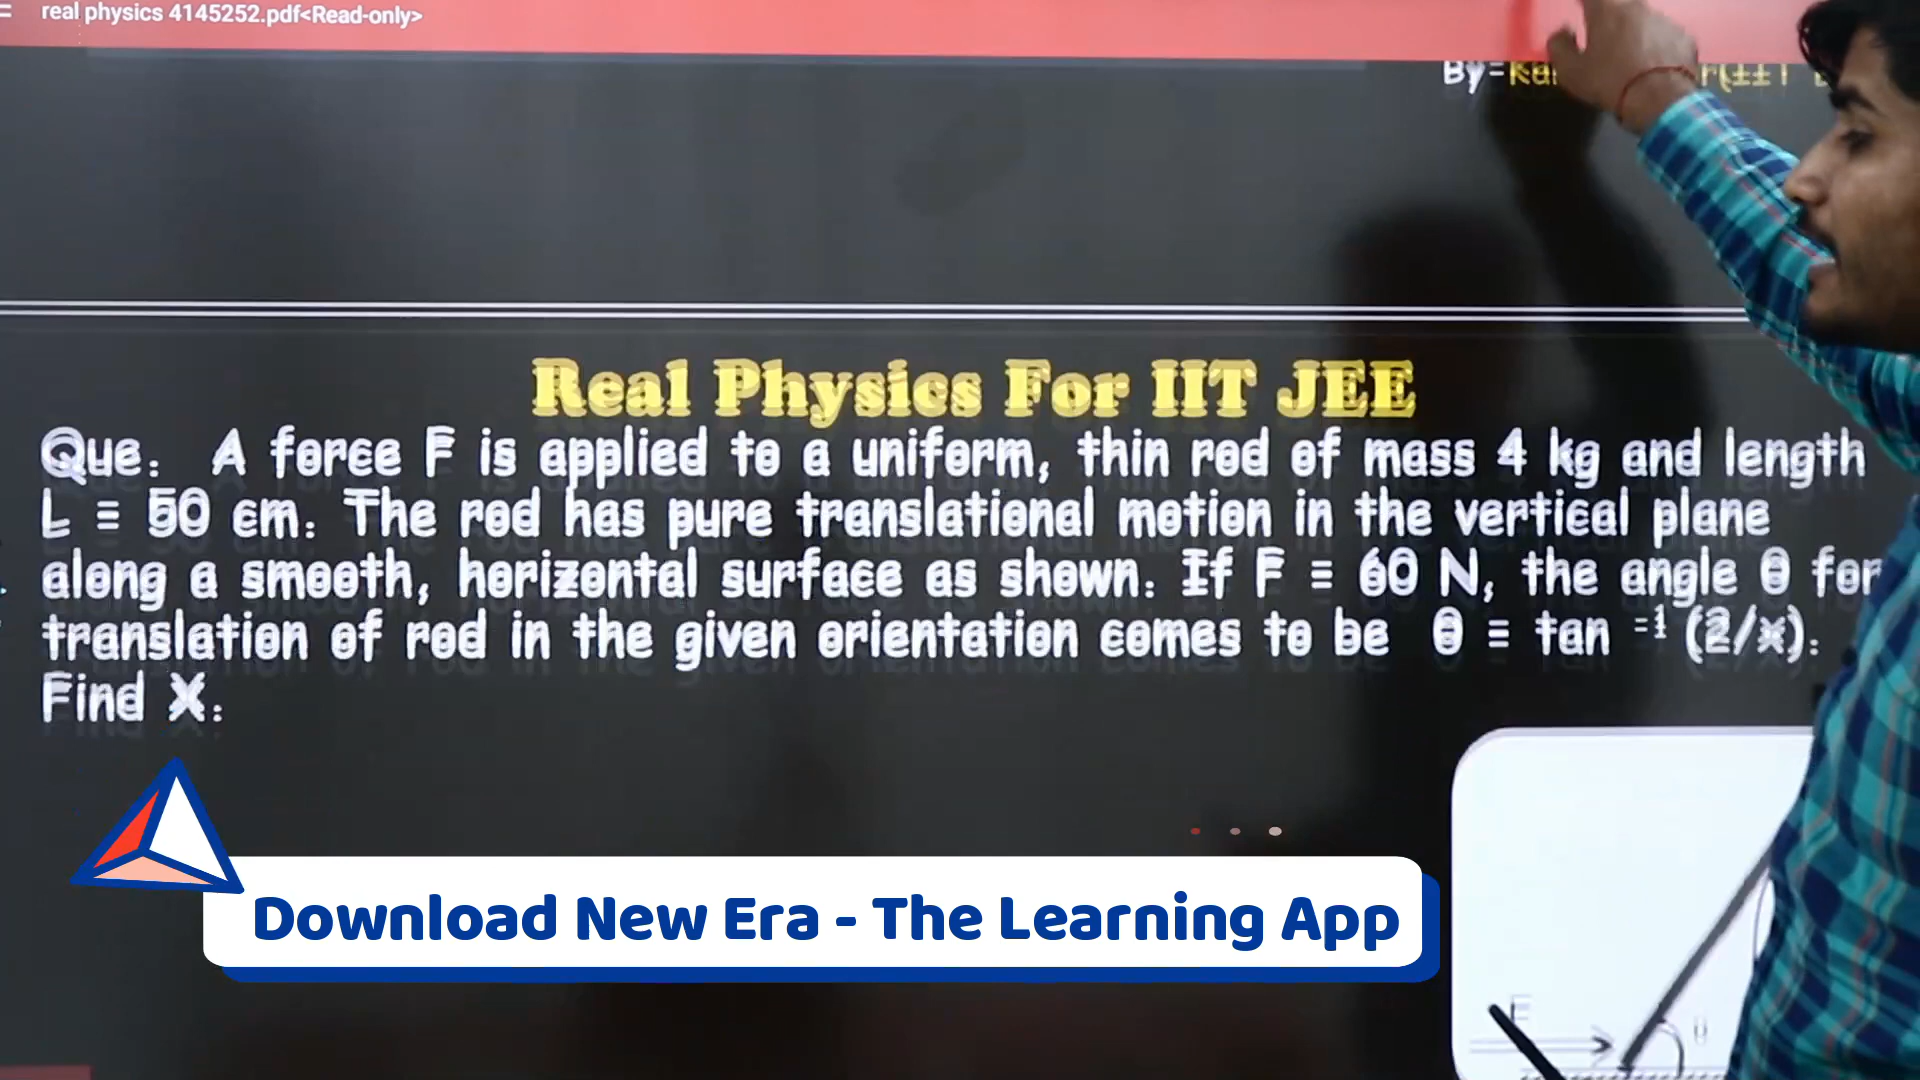 real physics 4145252.pdf<Read-only>
By=
Real Physics For IIT JEE
Que: A force F is applied to a uniform, thin rod of mass 4 kg and length
L = 50 cm. The rod has pure translational motion in the vertical plane
along a smooth, horizontal surface as shown. If F = 60 N, the angle θ for
translation of rod in the given orientation comes to be θ = tan ⁻¹ (2/x).
Find X.
Download New Era - The Learning App
F
θ